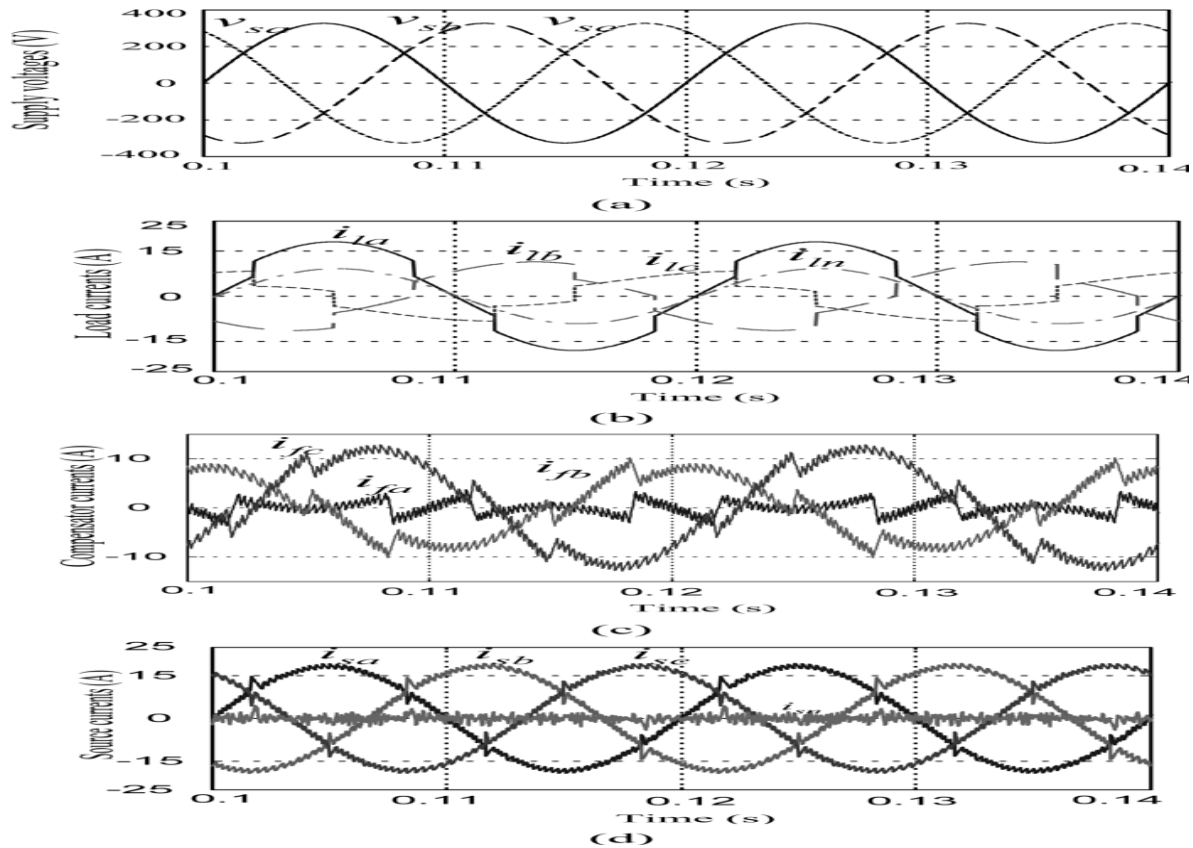 400
200
0
-200
-400
Supply voltages (V)
v_sa
v_sb
v_sc
0.1 0.11 0.12 0.13 0.14
Time (s)
(a)
25
15
0
-15
-25
Load currents (A)
i_la
i_lb
i_lc
i_ln
0.1 0.11 0.12 0.13 0.14
Time (s)
(b)
10
0
-10
Compensator currents (A)
i_fc
i_fa
i_fb
0.1 0.11 0.12 0.13 0.14
Time (s)
(c)
25
15
0
-15
-25
Source currents (A)
i_sa
i_sb
i_sc
i_sn
0.1 0.11 0.12 0.13 0.14
Time (s)
(d)